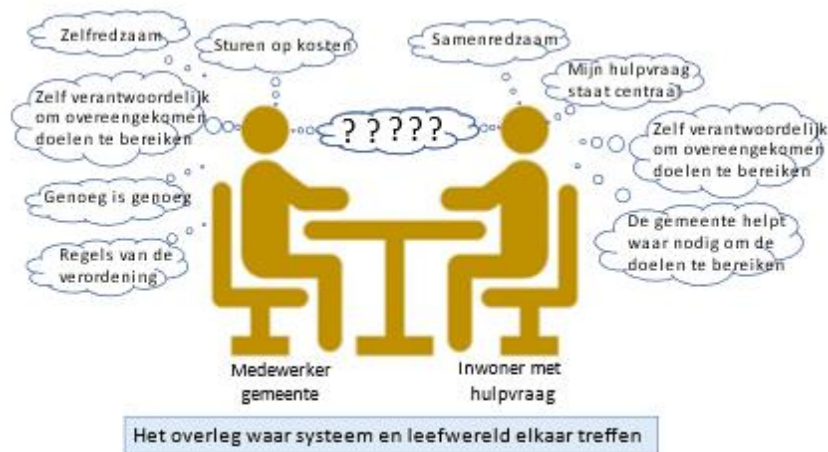 Zelfredzaam
Sturen op kosten
Zelf verantwoordelijk
om overeengekomen
doelen te bereiken
Genoeg is genoeg
Regels van de
verordening
? ? ? ? ?
Samenredzaam
Mijn hulpvraag
staat centraal
Zelf verantwoordelijk
om overeengekomen
doelen te bereiken
De gemeente helpt
waar nodig om de
doelen te bereiken
Medewerker
gemeente
Inwoner met
hulpvraag
Het overleg waar systeem en leefwereld elkaar treffen